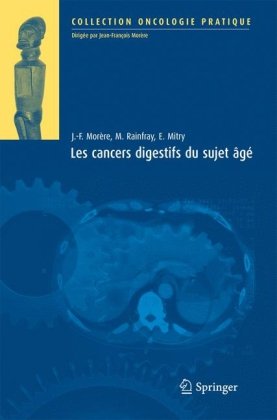 COLLECTION ONCOLOGIE PRATIQUE
Dirigée par Jean-François Morère
J.-F. Morère, M. Rainfray, E. Mitry
Les cancers digestifs du sujet âgé
Springer